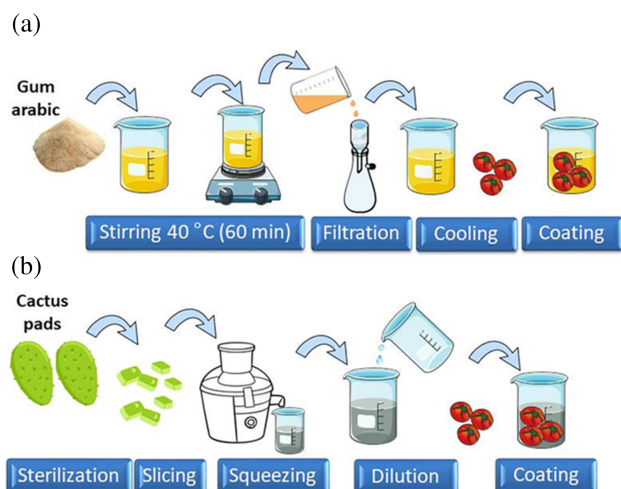 (a)
Gum
arabic
Stirring 40 °C (60 min)
Filtration
Cooling
Coating
(b)
Cactus
pads
Sterilization
Slicing
Squeezing
Dilution
Coating